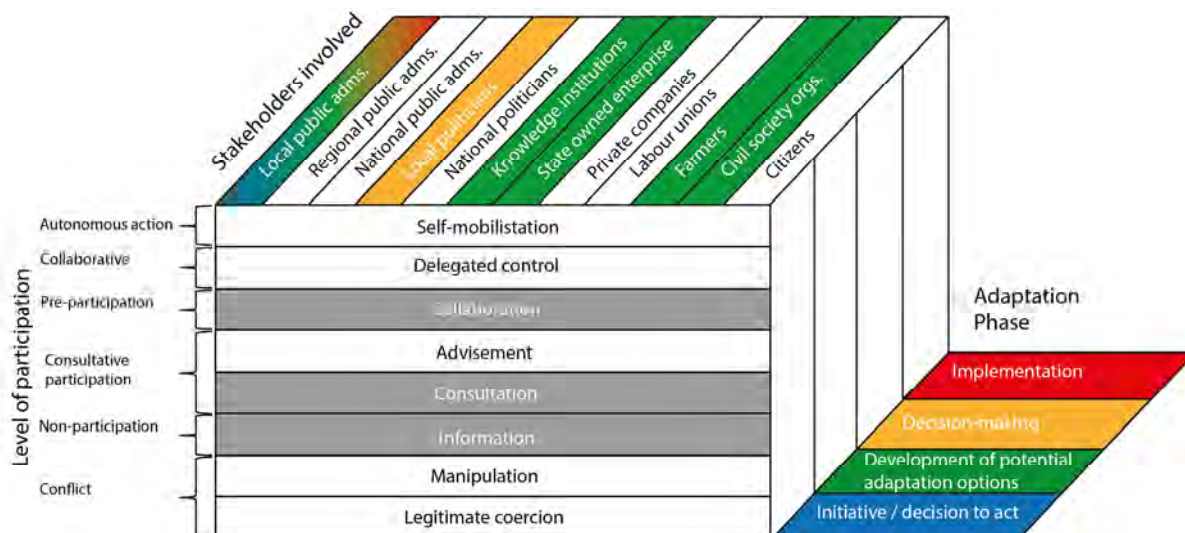 Stakeholders involved
Local public adms.
Regional public adms.
National public adms.
Local politicians
National politicians
Knowledge institutions
State owned enterprise
Private companies
Labour unions
Farmers
Civil society orgs.
Citizens
Level of participation
Autonomous action
Self-mobilistation
Collaborative
Delegated control
Pre-participation
Collaboration
Consultative
participation
Advisement
Consultation
Non-participation
Information
Conflict
Manipulation
Legitimate coercion
Adaptation
Phase
Implementation
Decision-making
Development of potential
adaptation options
Initiative / decision to act